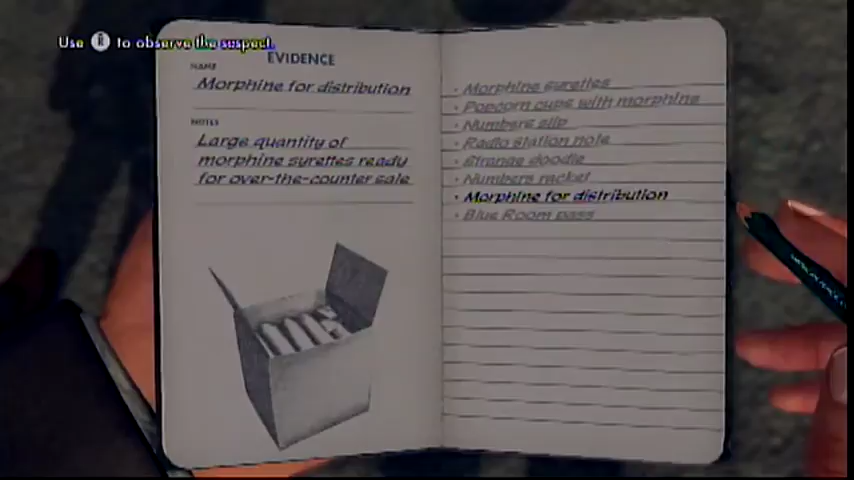 Use R to observe the suspect.
EVIDENCE
NAME
Morphine for distribution
NOTES
Large quantity of
morphine syrettes ready
for over-the-counter sale
• Morphine syrettes
• Popcorn cups with morphine
• Numbers slip
• Radio station note
• Strange doodle
• Numbers racket
• Morphine for distribution
• Blue Room pass